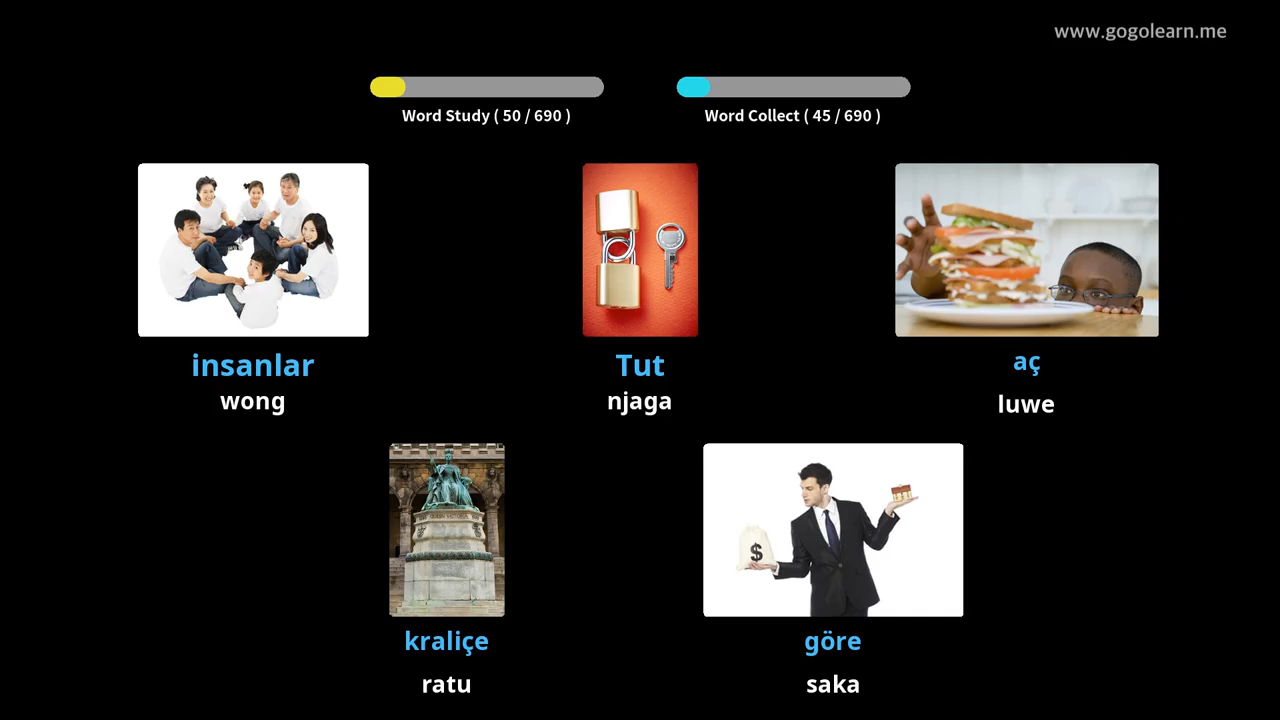 www.gogolearn.me
Word Study ( 50 / 690 )
Word Collect ( 45 / 690 )
insanlar
wong
Tut
njaga
aç
luwe
kraliçe
ratu
göre
saka
$